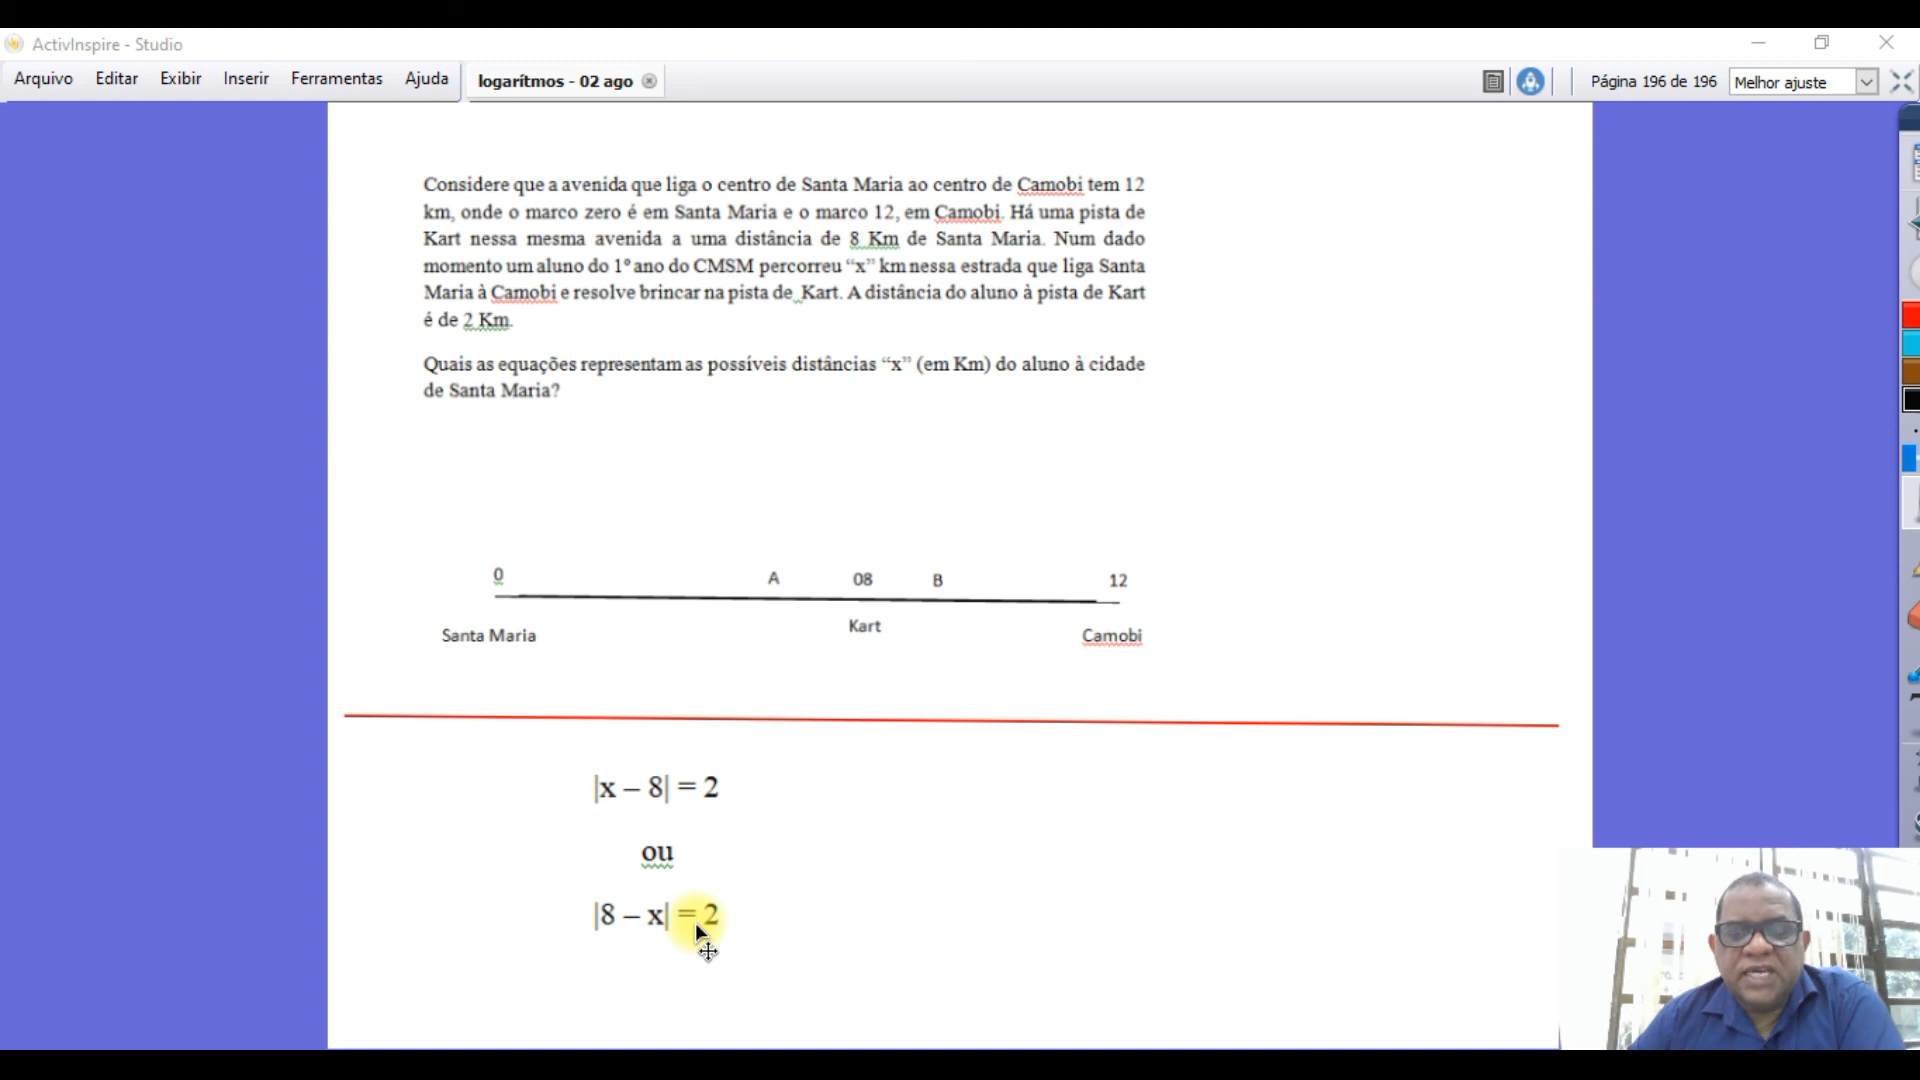 ActivInspire - Studio
Arquivo Editar Exibir Inserir Ferramentas Ajuda logarítmos - 02 ago Página 196 de 196 Melhor ajuste
Considere que a avenida que liga o centro de Santa Maria ao centro de Camobi tem 12
km, onde o marco zero é em Santa Maria e o marco 12, em Camobi. Há uma pista de
Kart nessa mesma avenida a uma distância de 8 Km de Santa Maria. Num dado
momento um aluno do 1º ano do CMSM percorreu “x” km nessa estrada que liga Santa
Maria à Camobi e resolve brincar na pista de Kart. A distância do aluno à pista de Kart
é de 2 Km.
Quais as equações representam as possíveis distâncias “x” (em Km) do aluno à cidade
de Santa Maria?
0 A 08 B 12
Santa Maria Kart Camobi
|x – 8| = 2
ou
|8 – x| = 2